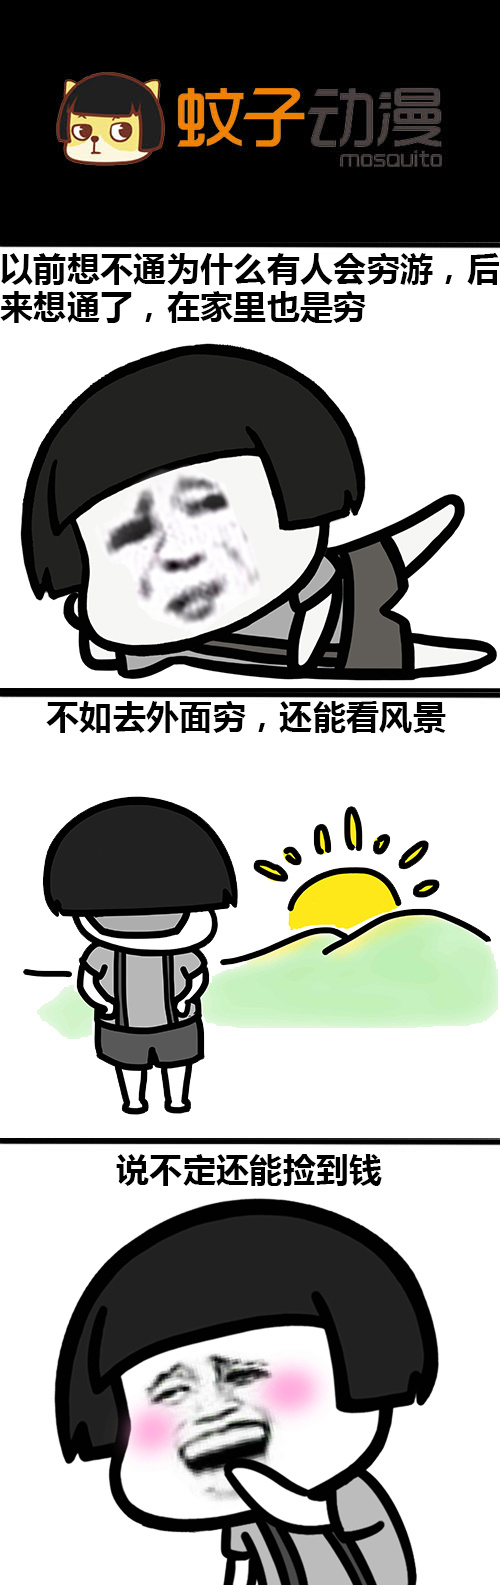 蚊子动漫
mosquito
以前想不通为什么有人会穷游，后
来想通了，在家里也是穷
不如去外面穷，还能看风景
说不定还能捡到钱